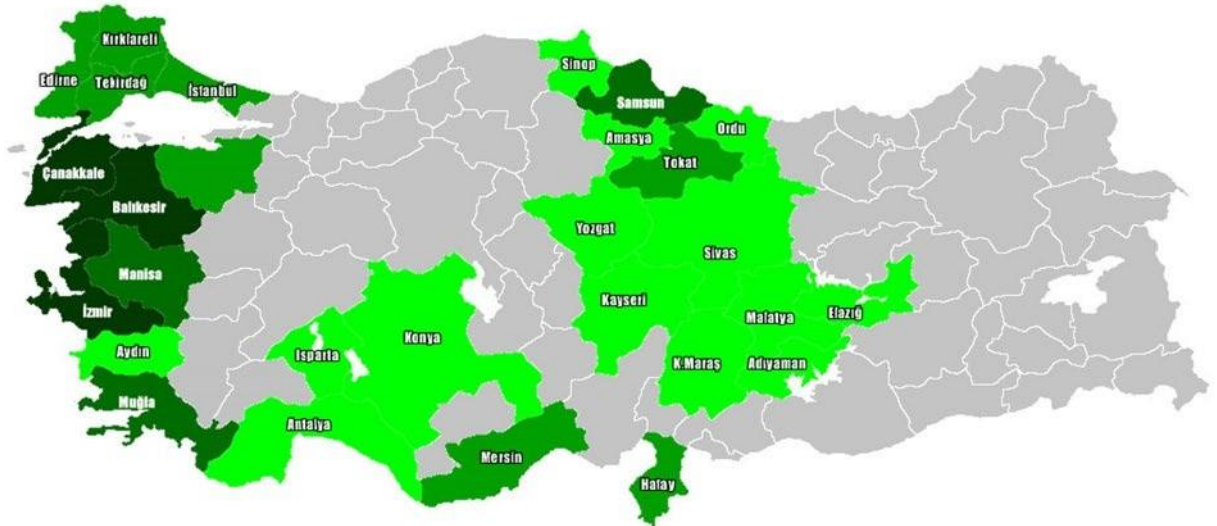 Kırklareli
Edirne
Tekirdağ
İstanbul
Sinop
Samsun
Amasya
Ordu
Tokat
Çanakkale
Balıkesir
Yozgat
Sivas
Manisa
Kayseri
İzmir
Malatya
Elazığ
Konya
Aydın
Isparta
K.Maraş
Adıyaman
Muğla
Antalya
Mersin
Hatay